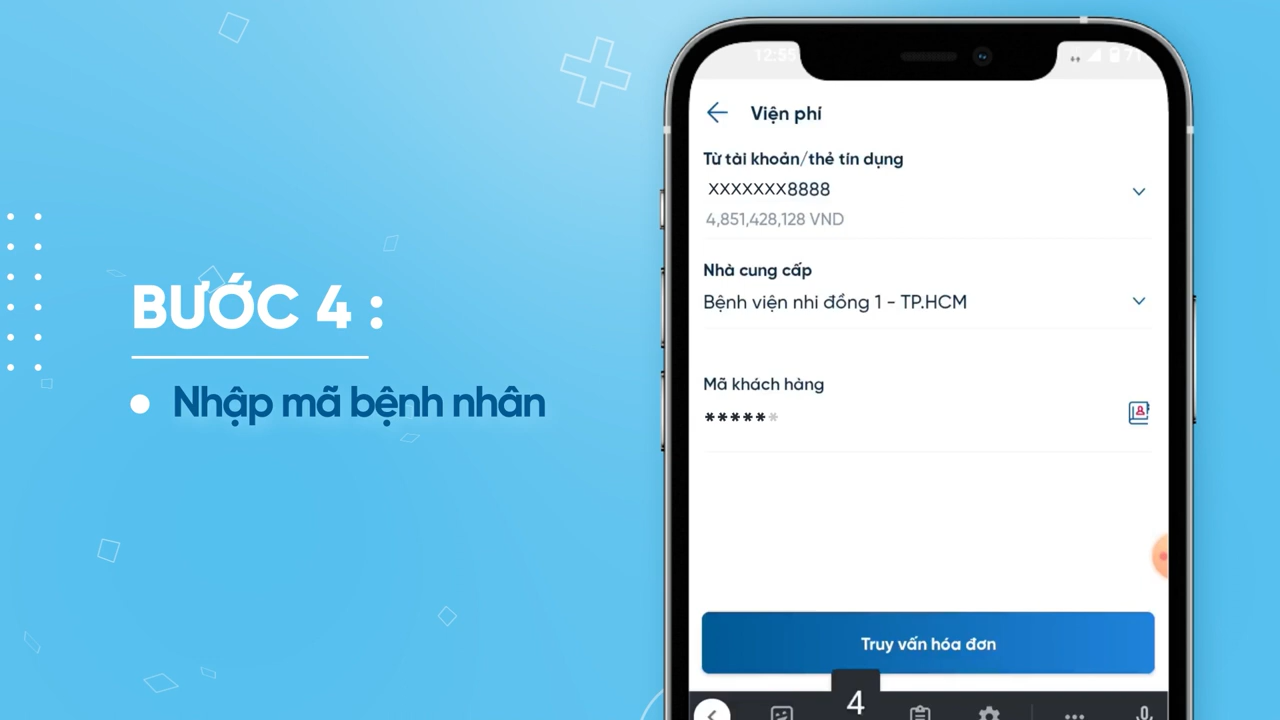 BƯỚC 4 :
Nhập mã bệnh nhân
12:55
Viện phí
Từ tài khoản/thẻ tín dụng
XXXXXXX8888
4,851,428,128 VND
Nhà cung cấp
Bệnh viện nhi đồng 1 - TP.HCM
Mã khách hàng
******
Truy vấn hóa đơn
4